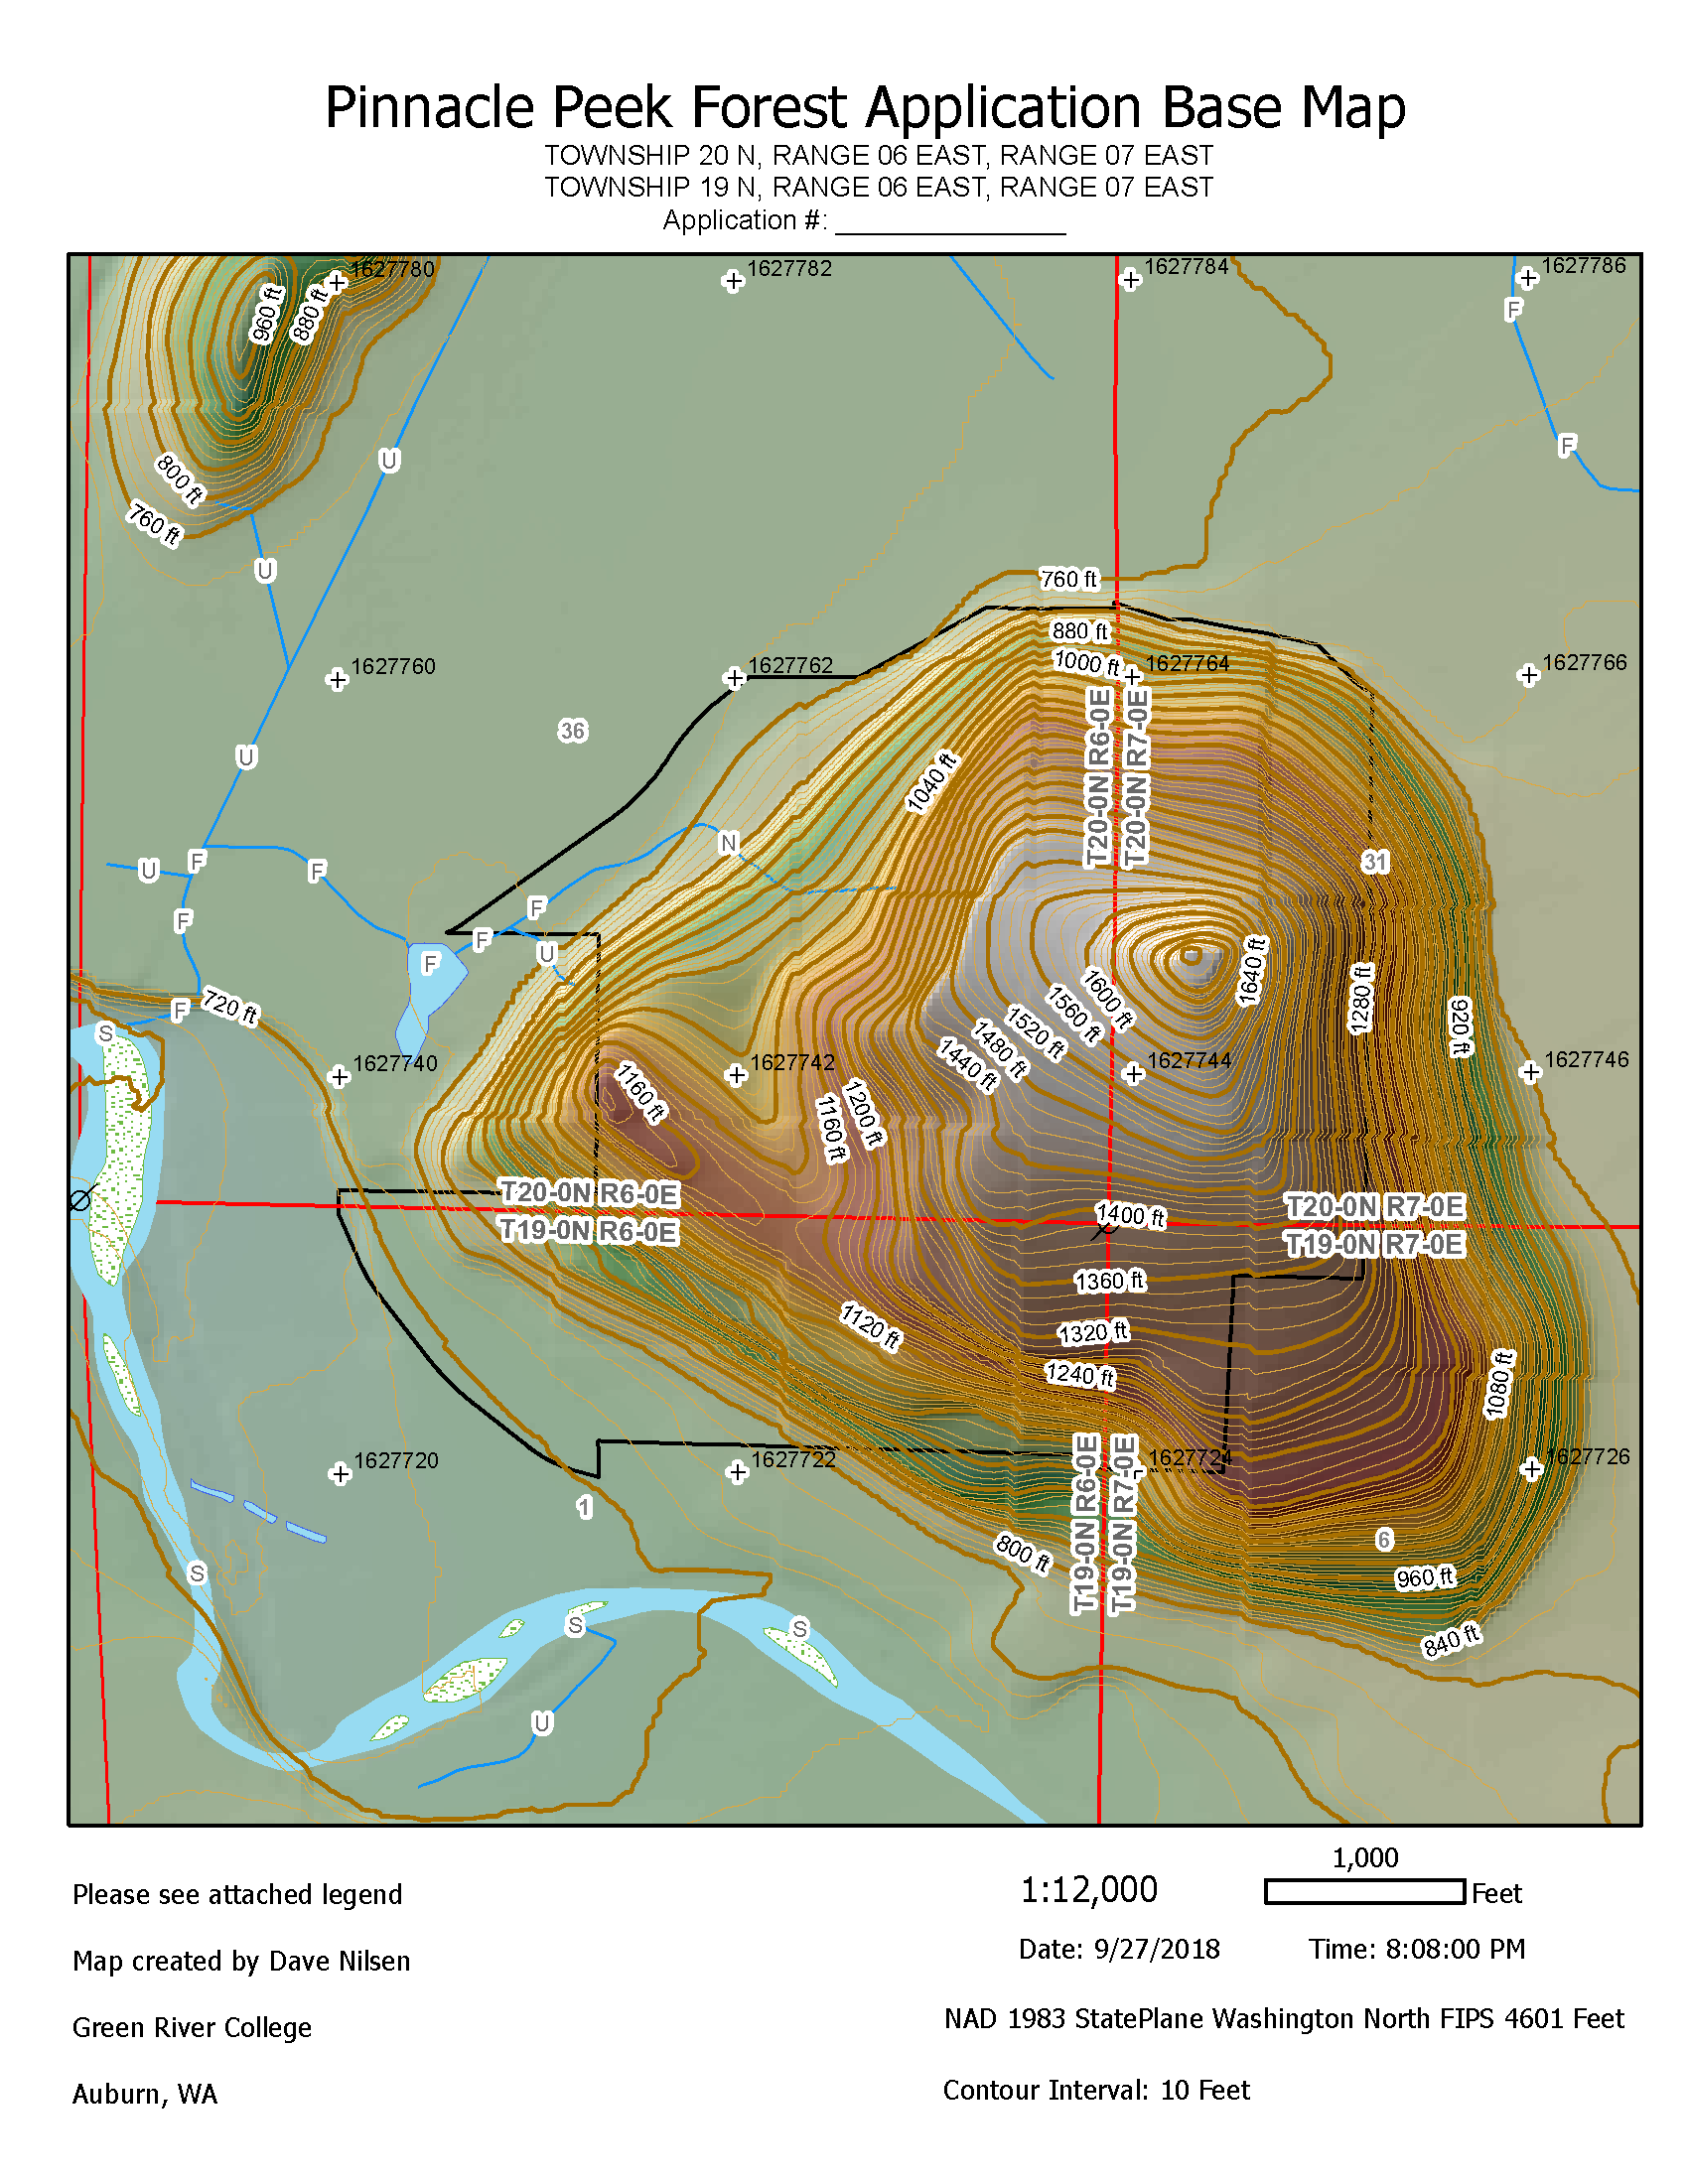 Pinnacle Peek Forest Application Base Map
TOWNSHIP 20 N, RANGE 06 EAST, RANGE 07 EAST
TOWNSHIP 19 N, RANGE 06 EAST, RANGE 07 EAST
Application #: ________________
1627780
1627782
1627784
1627786
960 ft
880 ft
F
U
F
800 ft
760 ft
U
760 ft
880 ft
1000 ft
1627760
1627762
1627764
1627766
36
T20-0N R6-0E
T20-0N R7-0E
U
1040 ft
N
U
F
F
31
F
F
F
U
F
1640 ft
1600 ft
1560 ft
1520 ft
1480 ft
1440 ft
1280 ft
920 ft
F
720 ft
S
1627740
1160 ft
1627742
1627744
1627746
1200 ft
1160 ft
T20-0N R6-0E
T19-0N R6-0E
1400 ft
T20-0N R7-0E
T19-0N R7-0E
1360 ft
1120 ft
1320 ft
1240 ft
1080 ft
1627720
1627722
1627724
1627726
T19-0N R6-0E
T19-0N R7-0E
1
800 ft
6
960 ft
S
S
S
840 ft
U
1,000
1:12,000
Feet
Please see attached legend
Date: 9/27/2018
Time: 8:08:00 PM
Map created by Dave Nilsen
NAD 1983 StatePlane Washington North FIPS 4601 Feet
Green River College
Contour Interval: 10 Feet
Auburn, WA